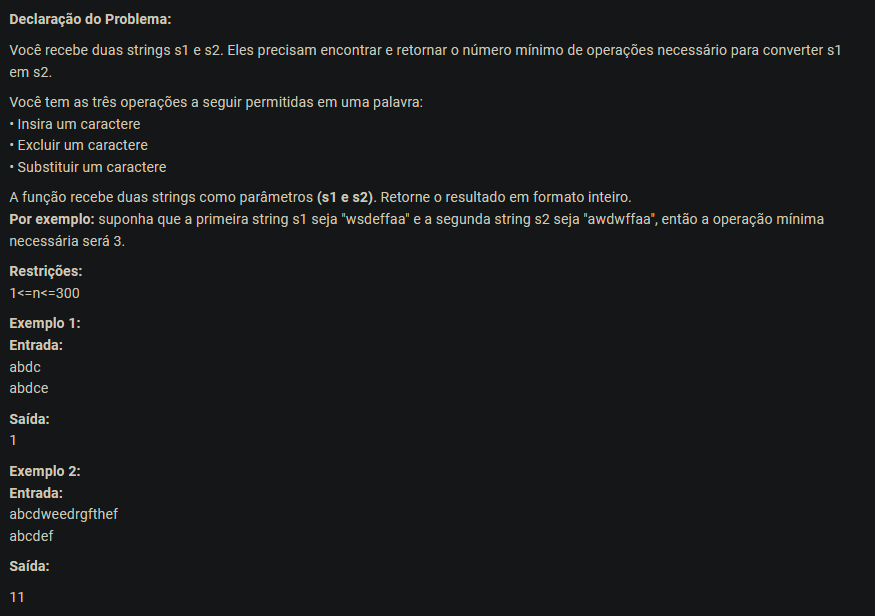 Declaração do Problema:
Você recebe duas strings s1 e s2. Eles precisam encontrar e retornar o número mínimo de operações necessário para converter s1
em s2.
Você tem as três operações a seguir permitidas em uma palavra:
• Insira um caractere
• Excluir um caractere
• Substituir um caractere
A função recebe duas strings como parâmetros (s1 e s2). Retorne o resultado em formato inteiro.
Por exemplo: suponha que a primeira string s1 seja "wsdeffaa" e a segunda string s2 seja "awdwffaa", então a operação mínima
necessária será 3.
Restrições:
1<=n<=300
Exemplo 1:
Entrada:
abdc
abdce
Saída:
1
Exemplo 2:
Entrada:
abcdweedrgfthef
abcdef
Saída:
11